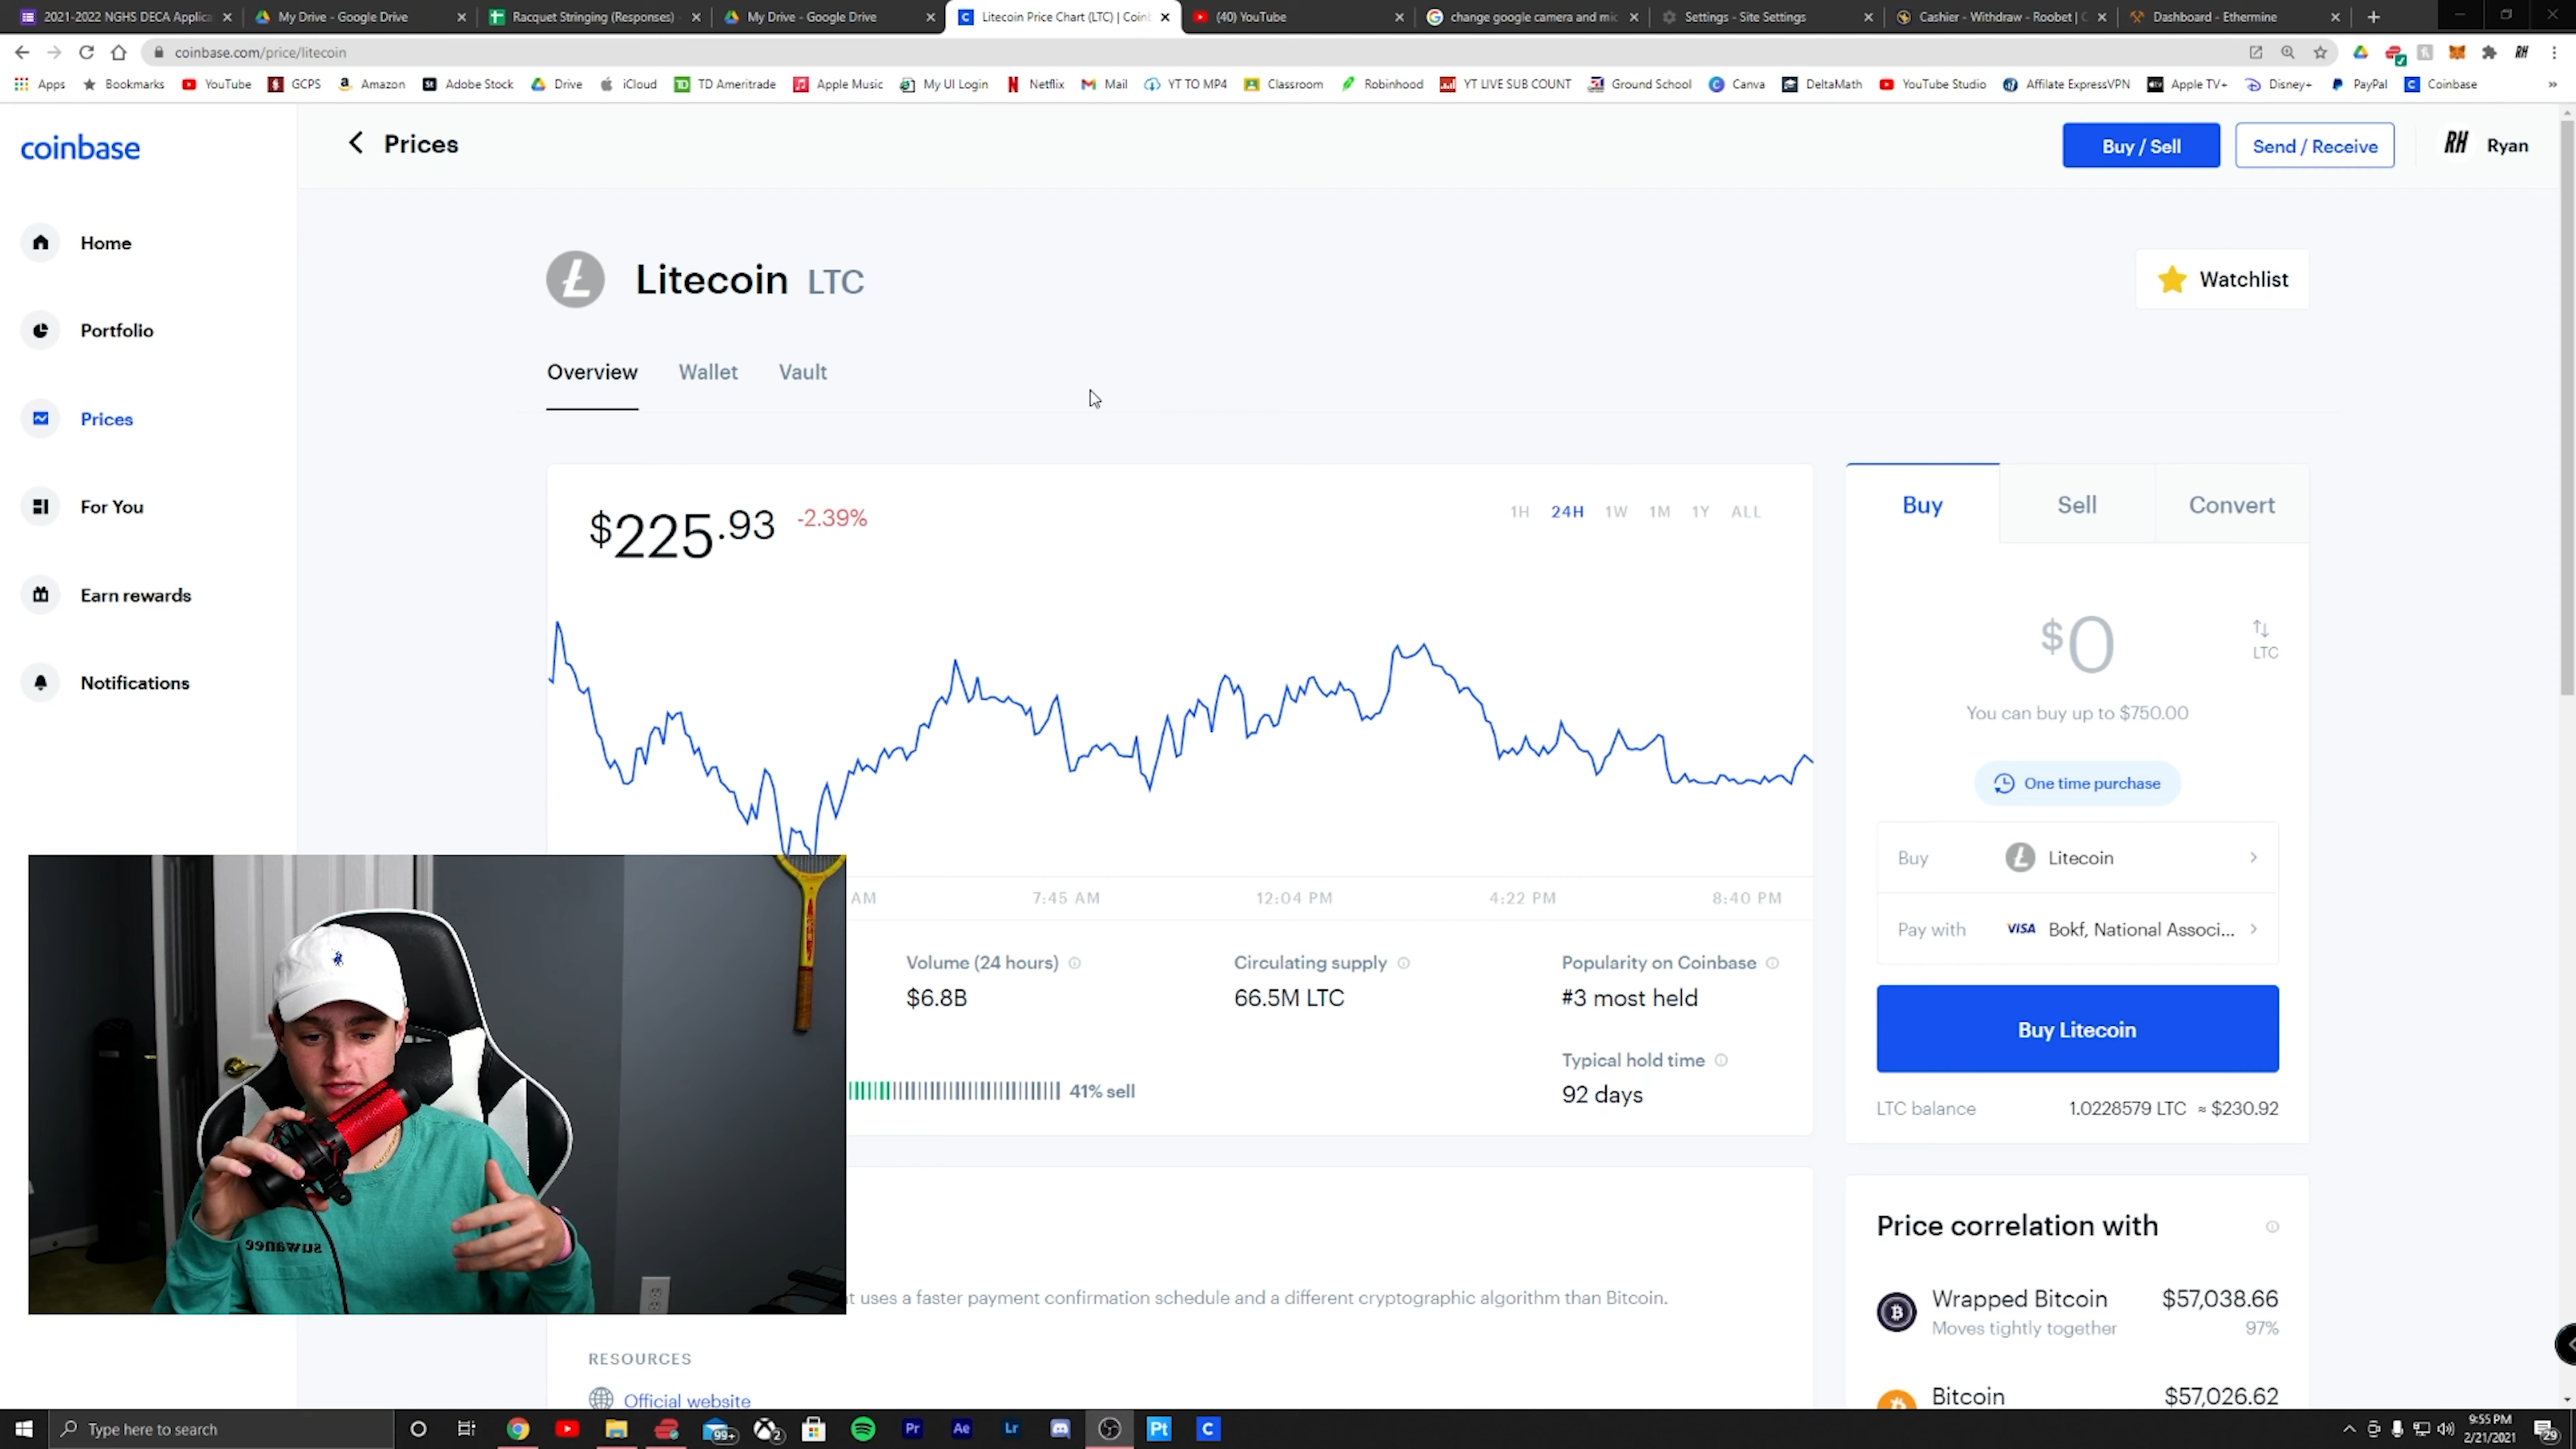 2021-2022 NGHS DECA Applica
My Drive - Google Drive
Racquet Stringing (Responses)
My Drive - Google Drive
Litecoin Price Chart (LTC) | Coinb
(40) YouTube
change google camera and mic
Settings - Site Settings
Cashier - Withdraw - Roobet | C
Dashboard - Ethermine
coinbase.com/price/litecoin
RH
Apps
Bookmarks
YouTube
GCPS
Amazon
Adobe Stock
Drive
iCloud
TD Ameritrade
Apple Music
My UI Login
Netflix
Mail
YT TO MP4
Classroom
Robinhood
YT LIVE SUB COUNT
Ground School
Canva
DeltaMath
YouTube Studio
Affilate ExpressVPN
Apple TV+
Disney+
PayPal
Coinbase
coinbase
Prices
Buy / Sell
Send / Receive
RH Ryan
Home
Portfolio
Prices
For You
Earn rewards
Notifications
Litecoin LTC
Watchlist
Overview
Wallet
Vault
$225.93 -2.39%
1H 24H 1W 1M 1Y ALL
AM 7:45 AM 12:04 PM 4:22 PM 8:40 PM
Volume (24 hours)
$6.8B
Circulating supply
66.5M LTC
Popularity on Coinbase
#3 most held
41% sell
Typical hold time
92 days
t uses a faster payment confirmation schedule and a different cryptographic algorithm than Bitcoin.
RESOURCES
Official website
Buy
Sell
Convert
$0
LTC
You can buy up to $750.00
One time purchase
Buy Litecoin
Pay with VISA Bokf, National Associ...
Buy Litecoin
LTC balance 1.0228579 LTC ≈ $230.92
Price correlation with
Wrapped Bitcoin $57,038.66
Moves tightly together 97%
Bitcoin $57,026.62
suwanee
Type here to search
99+
2
Pr
Ae
Lr
Pt
C
9:55 PM
2/21/2021
29